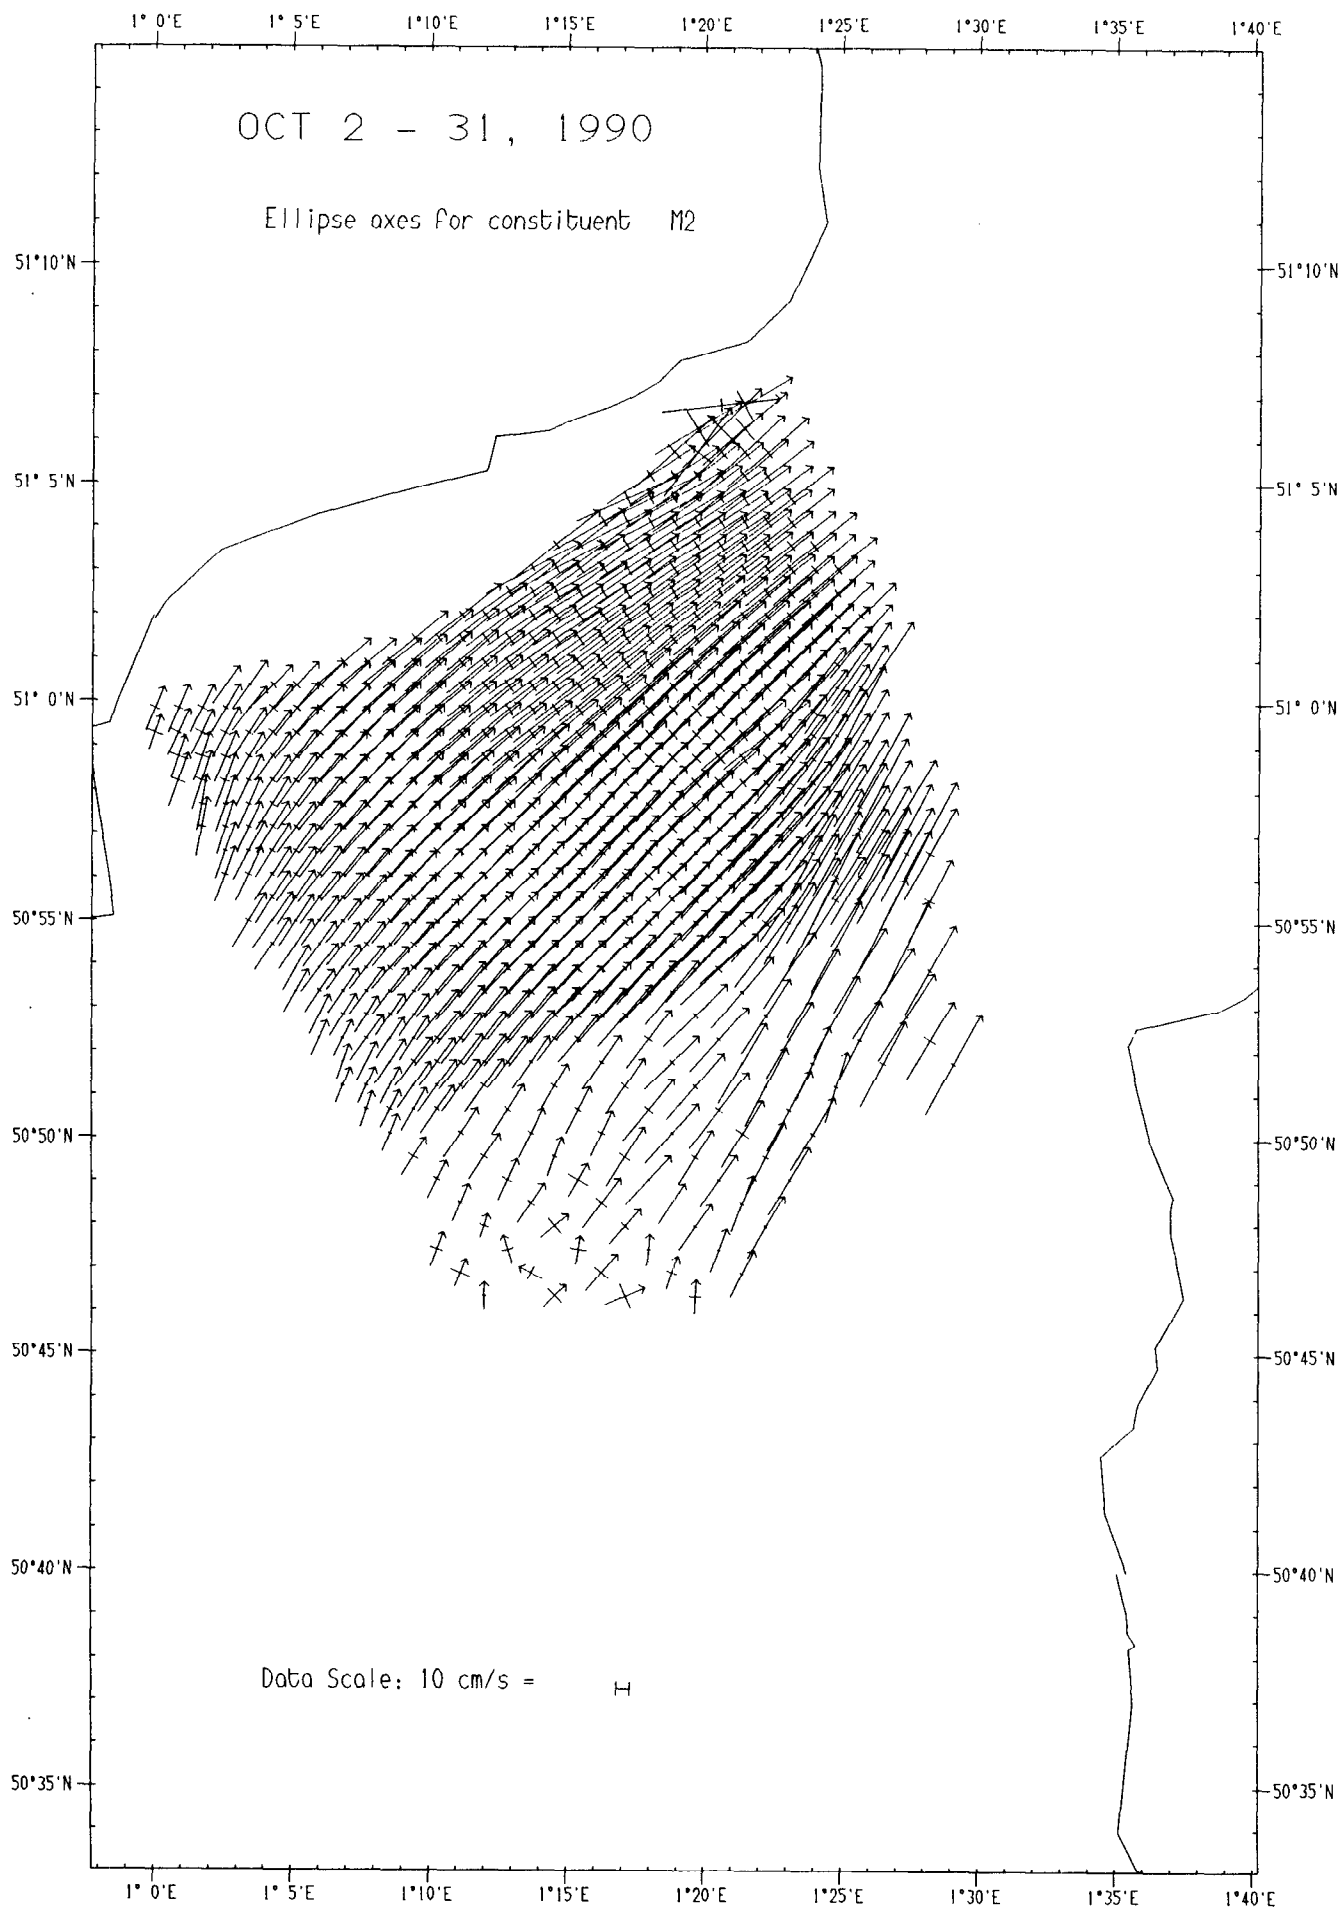 1° 0'E 1° 5'E 1°10'E 1°15'E 1°20'E 1°25'E 1°30'E 1°35'E 1°40'E
OCT 2 - 31, 1990
Ellipse axes for constituent M2
51°10'N 51°10'N
51° 5'N 51° 5'N
51° 0'N 51° 0'N
50°55'N 50°55'N
50°50'N 50°50'N
50°45'N 50°45'N
50°40'N 50°40'N
Data Scale: 10 cm/s =
50°35'N 50°35'N
1° 0'E 1° 5'E 1°10'E 1°15'E 1°20'E 1°25'E 1°30'E 1°35'E 1°40'E